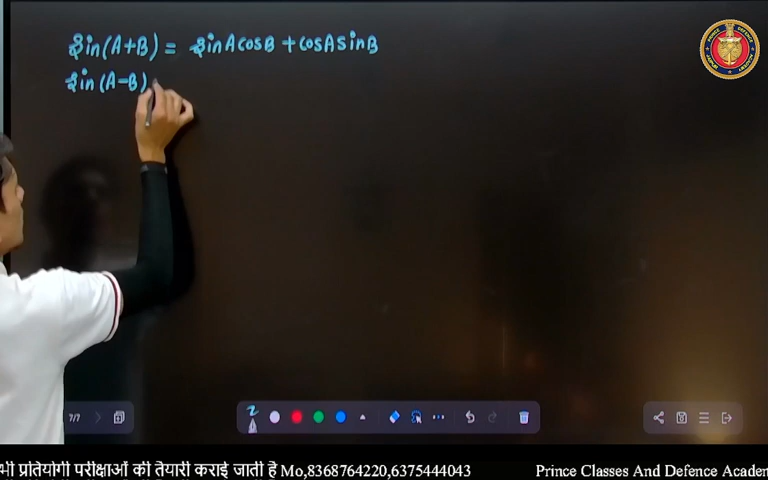 sin(A+B) = sinAcosB + cosAsinB
sin(A-B)
7/7
भी प्रतियोगी परीक्षाओं की तैयारी कराई जाती है Mo,8368764220,6375444043 Prince Classes And Defence Academ